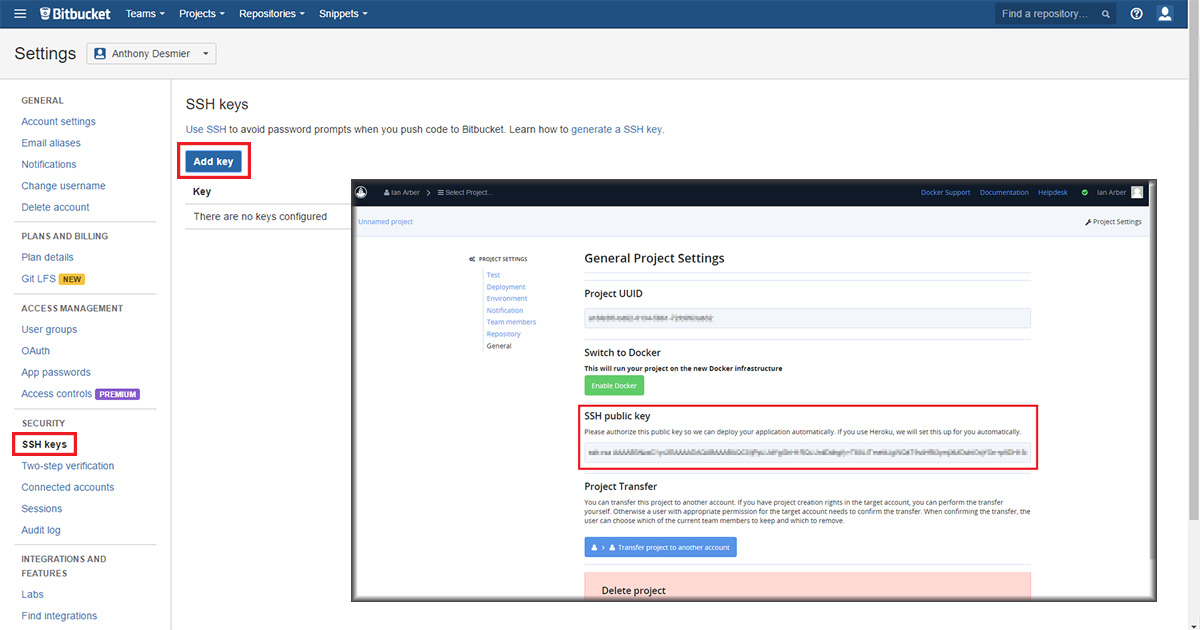 Bitbucket Teams Projects Repositories Snippets Find a repository...
Settings Anthony Desmier
GENERAL
Account settings
Email aliases
Notifications
Change username
Delete account
PLANS AND BILLING
Plan details
Git LFS NEW
ACCESS MANAGEMENT
User groups
OAuth
App passwords
Access controls PREMIUM
SECURITY
SSH keys
Two-step verification
Connected accounts
Sessions
Audit log
INTEGRATIONS AND
FEATURES
Labs
Find integrations
SSH keys
Use SSH to avoid password prompts when you push code to Bitbucket. Learn how to generate a SSH key.
Add key
Key
There are no keys configured
Ian Arber Select Project... Docker Support Documentation Helpdesk Ian Arber
Unnamed project Project Settings
PROJECT SETTINGS
Test
Deployment
Environment
Notification
Team members
Repository
General
General Project Settings
Project UUID
Switch to Docker
This will run your project on the new Docker infrastructure
Enable Docker
SSH public key
Please authorize this public key so we can deploy your application automatically. If you use Heroku, we will set this up for you automatically.
Project Transfer
You can transfer this project to another account. If you have project creation rights in the target account, you can perform the transfer
yourself. Otherwise a user with appropriate permission for the target account needs to confirm the transfer. When confirming the transfer, the
user can choose which of the current team members to keep and which to remove.
Transfer project to another account
Delete project